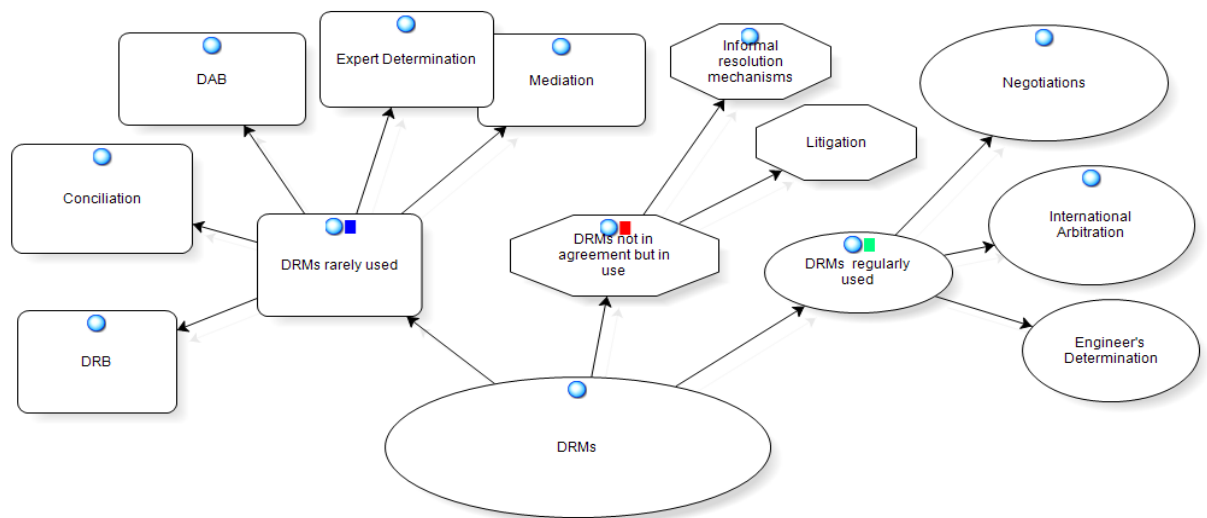 DAB
Expert Determination
Mediation
Informal
resolution
mechanisms
Negotiations
Litigation
Conciliation
International
Arbitration
DRMs rarely used
DRMs not in
agreement but in
use
DRMs  regularly
used
DRB
Engineer's
Determination
DRMs